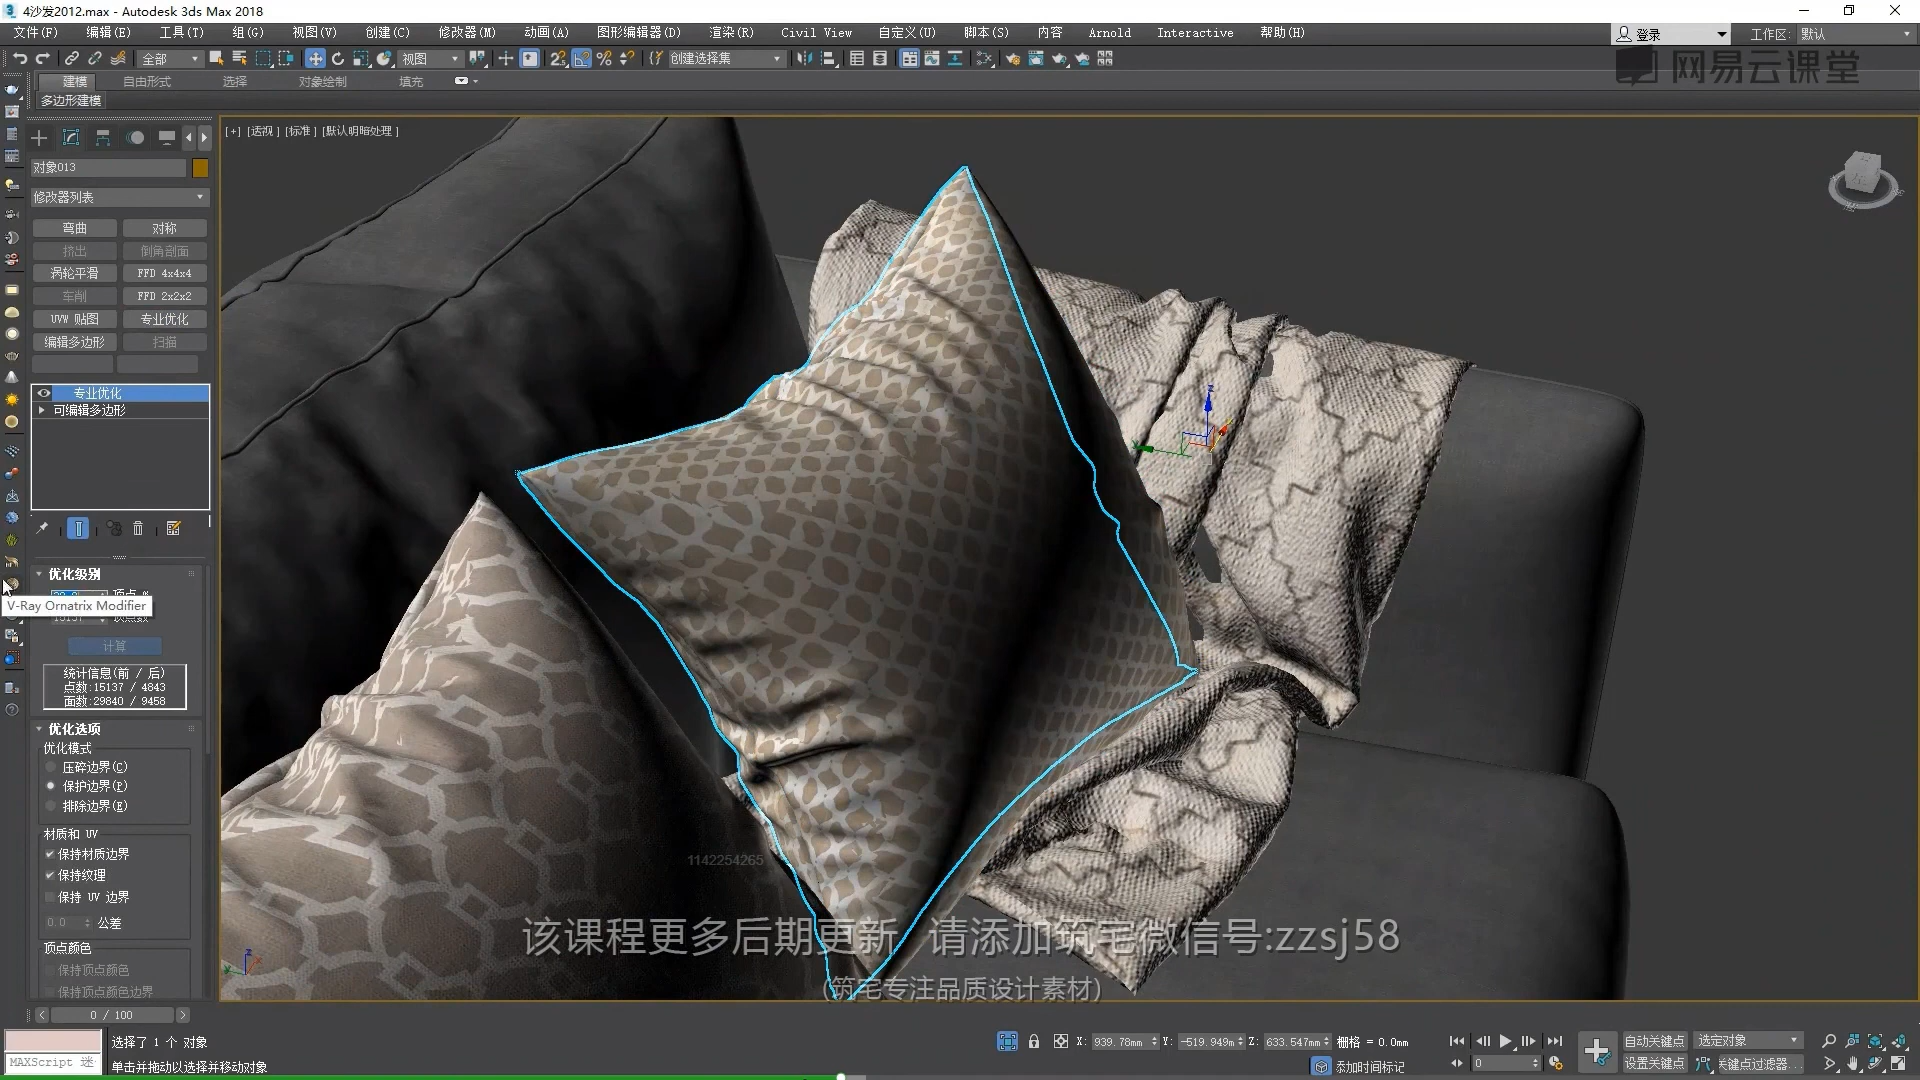 4沙发2012.max - Autodesk 3ds Max 2018
文件(F) 编辑(E) 工具(T) 组(G) 视图(V) 创建(C) 修改器(M) 动画(A) 图形编辑器(D) 渲染(R) Civil View 自定义(U) 脚本(S) 内容 Arnold Interactive 帮助(H) 登录 工作区: 默认
全部 视图 创建选择集
网易云课堂
建模 自由形式 选择 对象绘制 填充
多边形建模
[+] [透视] [标准] [默认明暗处理]
对象013
修改器列表
弯曲 对称
挤出 倒角剖面
涡轮平滑 FFD 4x4x4
车削 FFD 2x2x2
UVW 贴图 专业优化
编辑多边形 扫描
专业优化
可编辑多边形
优化级别
V-Ray Ornatrix Modifier
计算
统计信息(前 / 后)
点数:15137 / 4843
面数:29840 / 9458
优化选项
优化模式
压碎边界(C)
保护边界(P)
排除边界(E)
材质和 UV
保持材质边界
保持纹理
保持 UV 边界
0.0 公差
顶点颜色
保持顶点颜色
保持顶点颜色边界
1142254265
该课程更多后期更新 请添加筑宅微信号:zzsj58
(筑宅专注品质设计素材)
0 / 100
选择了 1 个 对象
X: 939.78mm Y: -519.949m Z: 633.547mm 栅格 = 0.0mm
自动关键点 选定对象
MAXScript 迷
单击并拖动以选择并移动对象
添加时间标记
0
设置关键点 关键点过滤器...